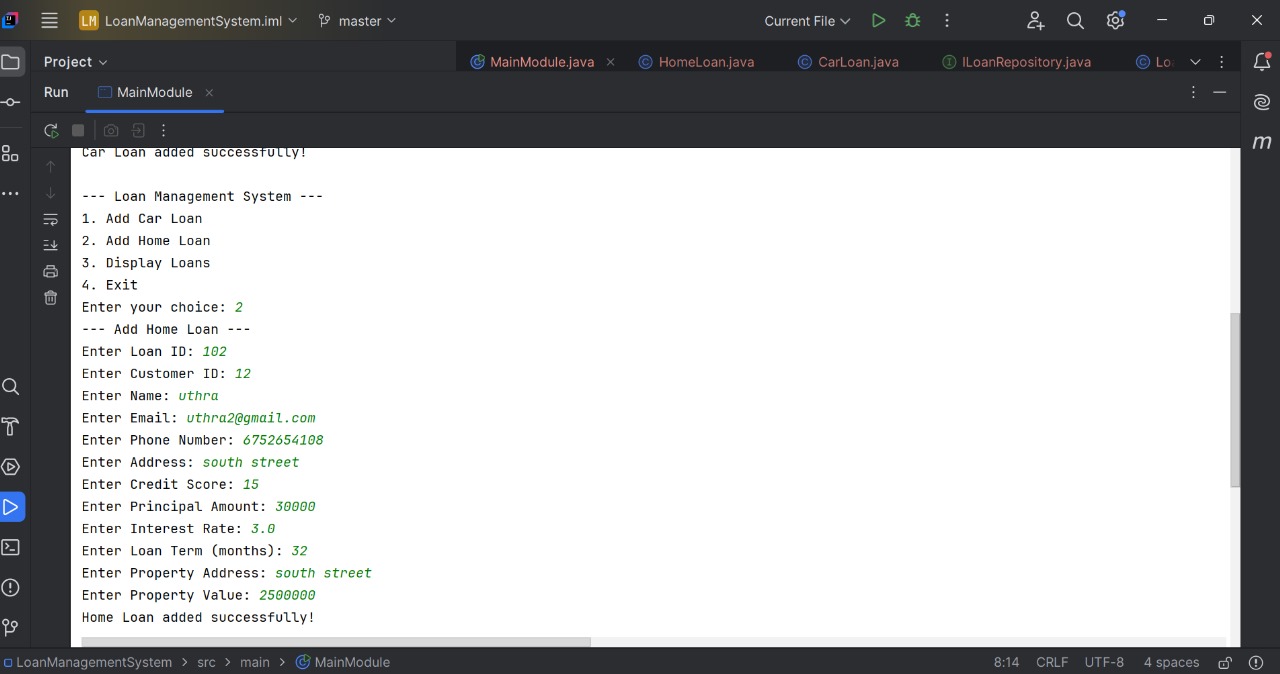 LM LoanManagementSystem.iml master Current File
Project MainModule.java HomeLoan.java CarLoan.java ILoanRepository.java Lo
Run MainModule
Car Loan added successfully!
--- Loan Management System ---
1. Add Car Loan
2. Add Home Loan
3. Display Loans
4. Exit
Enter your choice: 2
--- Add Home Loan ---
Enter Loan ID: 102
Enter Customer ID: 12
Enter Name: uthra
Enter Email: uthra2@gmail.com
Enter Phone Number: 6752654108
Enter Address: south street
Enter Credit Score: 15
Enter Principal Amount: 30000
Enter Interest Rate: 3.0
Enter Loan Term (months): 32
Enter Property Address: south street
Enter Property Value: 2500000
Home Loan added successfully!
LoanManagementSystem > src > main > MainModule 8:14 CRLF UTF-8 4 spaces